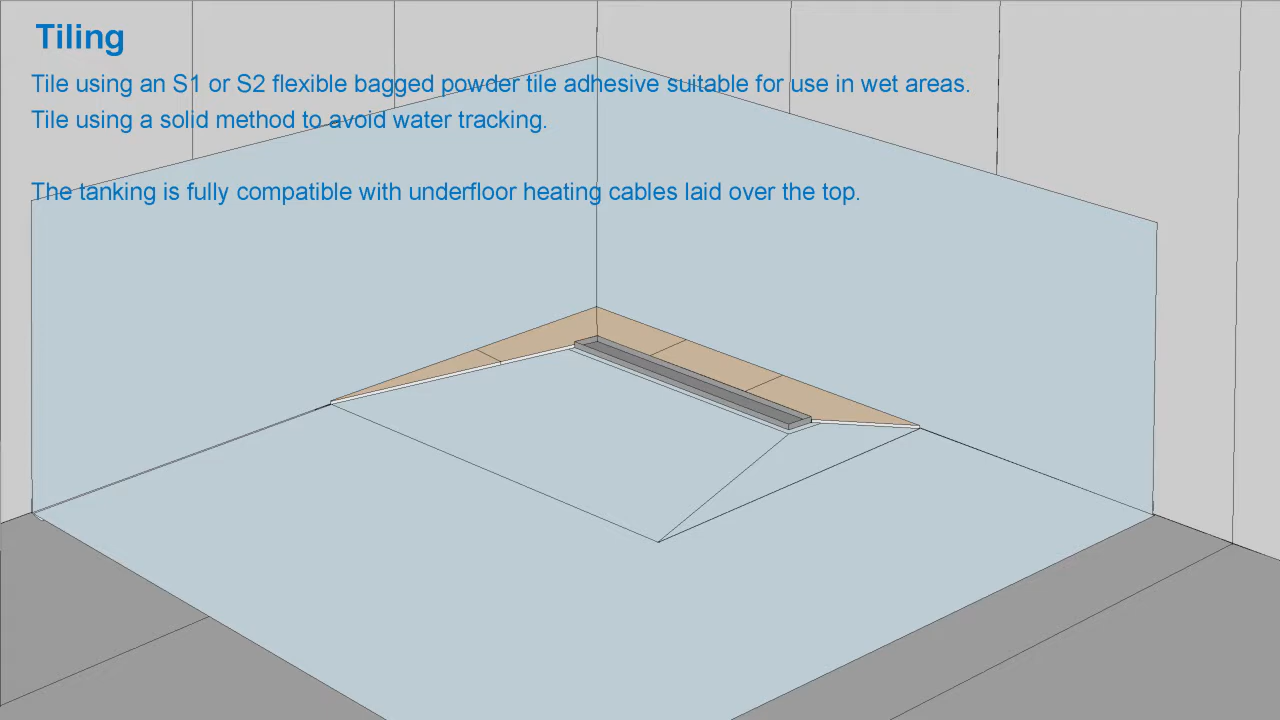 Tiling
Tile using an S1 or S2 flexible bagged powder tile adhesive suitable for use in wet areas.
Tile using a solid method to avoid water tracking.
The tanking is fully compatible with underfloor heating cables laid over the top.